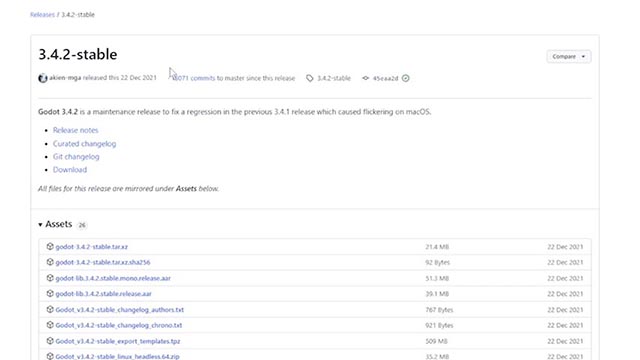 Releases / 3.4.2-stable
3.4.2-stable
Compare
akien-mga released this 22 Dec 2021
commits to master since this release
3.4.2-stable
45eaa2d
Godot 3.4.2 is a maintenance release to fix a regression in the previous 3.4.1 release which caused flickering on macOS.
Release notes
Curated changelog
Git changelog
Download
All files for this release are mirrored under Assets below.
Assets 26
godot-3.4.2-stable.tar.xz 21.4 MB 22 Dec 2021
godot-3.4.2-stable.tar.xz.sha256 92 Bytes 22 Dec 2021
godot-lib.3.4.2.stable.mono.release.aar 51.3 MB 22 Dec 2021
godot-lib.3.4.2.stable.release.aar 39.1 MB 22 Dec 2021
Godot_v3.4.2-stable_changelog_authors.txt 767 Bytes 22 Dec 2021
Godot_v3.4.2-stable_changelog_chrono.txt 921 Bytes 22 Dec 2021
Godot_v3.4.2-stable_export_templates.tpz 509 MB 22 Dec 2021
Godot_v3.4.2-stable_linux_headless.64.zip 35.2 MB 22 Dec 2021